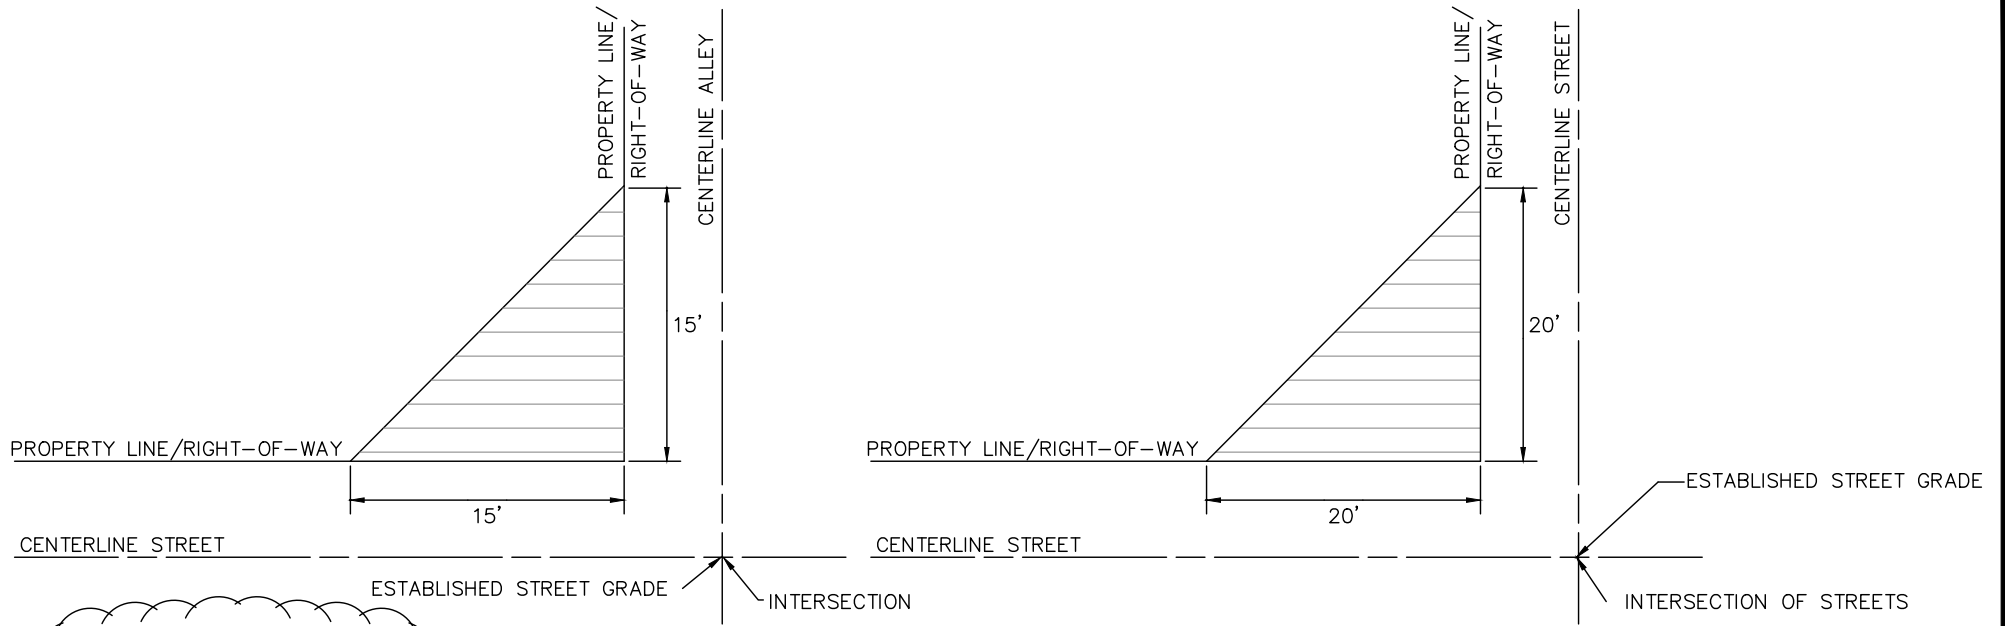 PROPERTY LINE/
RIGHT-OF-WAY
CENTERLINE ALLEY
15'
PROPERTY LINE/RIGHT-OF-WAY
15'
CENTERLINE STREET
ESTABLISHED STREET GRADE
INTERSECTION
PROPERTY LINE/
RIGHT-OF-WAY
CENTERLINE STREET
20'
PROPERTY LINE/RIGHT-OF-WAY
ESTABLISHED STREET GRADE
20'
CENTERLINE STREET
INTERSECTION OF STREETS